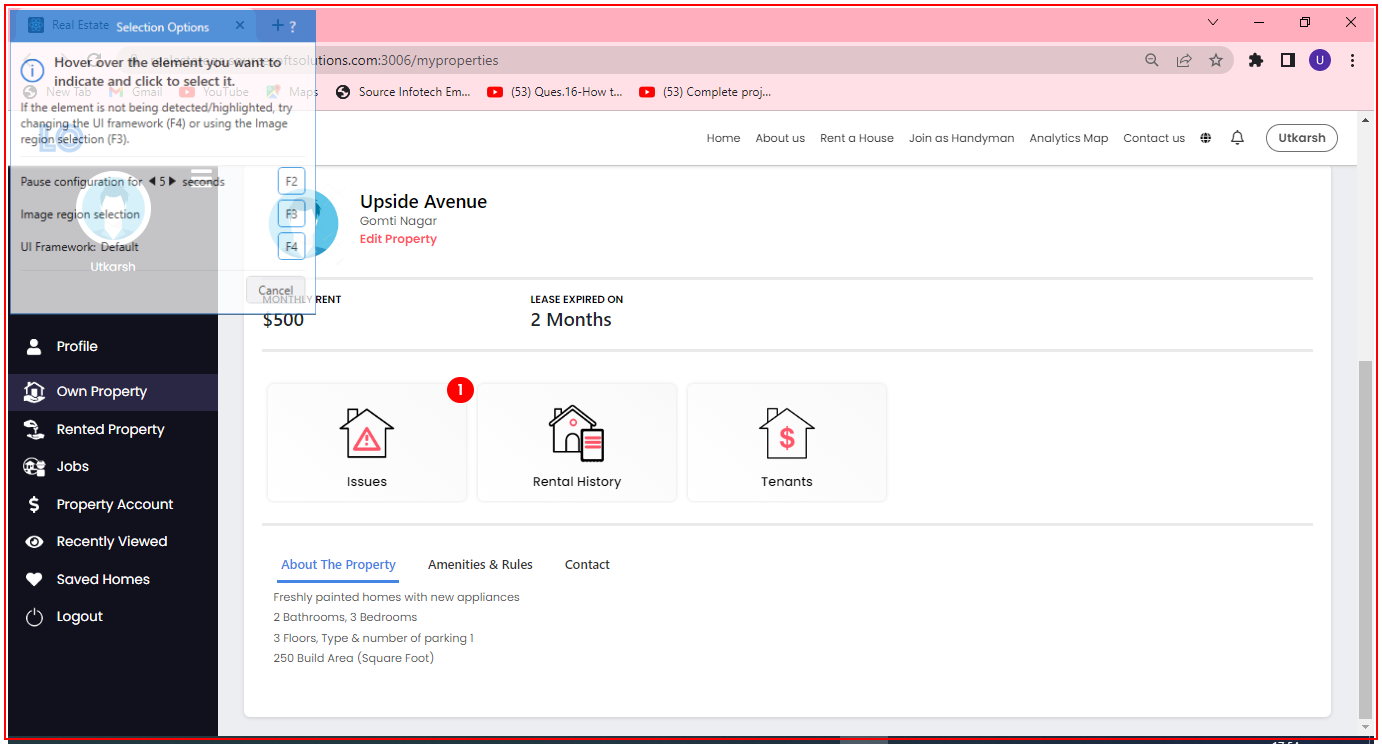 Real Estate
Selection Options
?
Hover over the element you want to
indicate and click to select it.
If the element is not being detected/highlighted, try
changing the UI framework (F4) or using the Image
region selection (F3).
Pause configuration for 5 seconds F2
Image region selection F3
UI Framework: Default F4
Cancel
oftsolutions.com:3006/myproperties
U
New Tab Gmail YouTube Maps Source Infotech Em... (53) Ques.16-How t... (53) Complete proj...
Home About us Rent a House Join as Handyman Analytics Map Contact us Utkarsh
Utkarsh
Profile
Own Property
Rented Property
Jobs
Property Account
Recently Viewed
Saved Homes
Logout
Upside Avenue
Gomti Nagar
Edit Property
MONTHLY RENT LEASE EXPIRED ON
$500 2 Months
1
Issues Rental History Tenants
About The Property Amenities & Rules Contact
Freshly painted homes with new appliances
2 Bathrooms, 3 Bedrooms
3 Floors, Type & number of parking 1
250 Build Area (Square Foot)